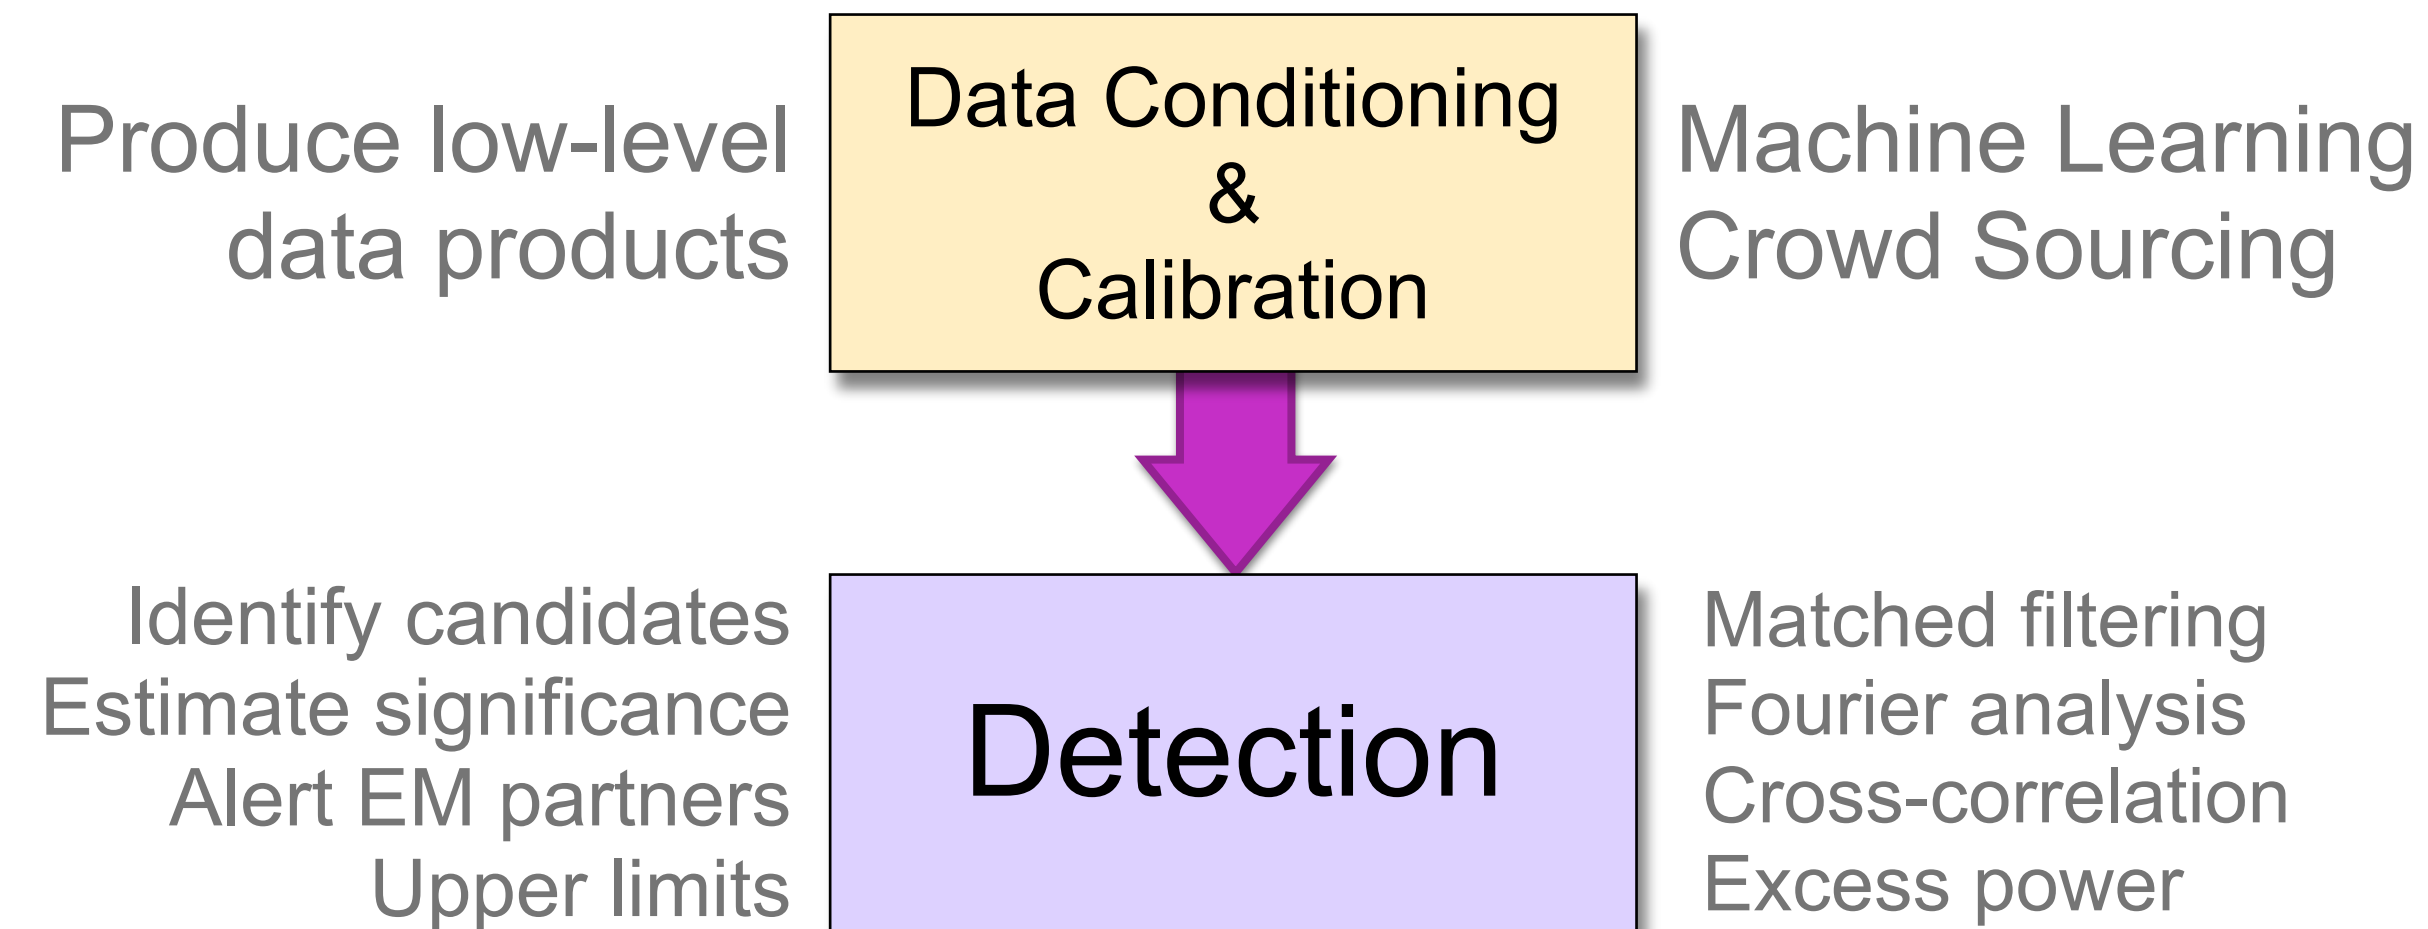 Produce low-level
data products
Data Conditioning
&
Calibration
Machine Learning
Crowd Sourcing
Identify candidates
Estimate significance
Alert EM partners
Upper limits
Detection
Matched filtering
Fourier analysis
Cross-correlation
Excess power